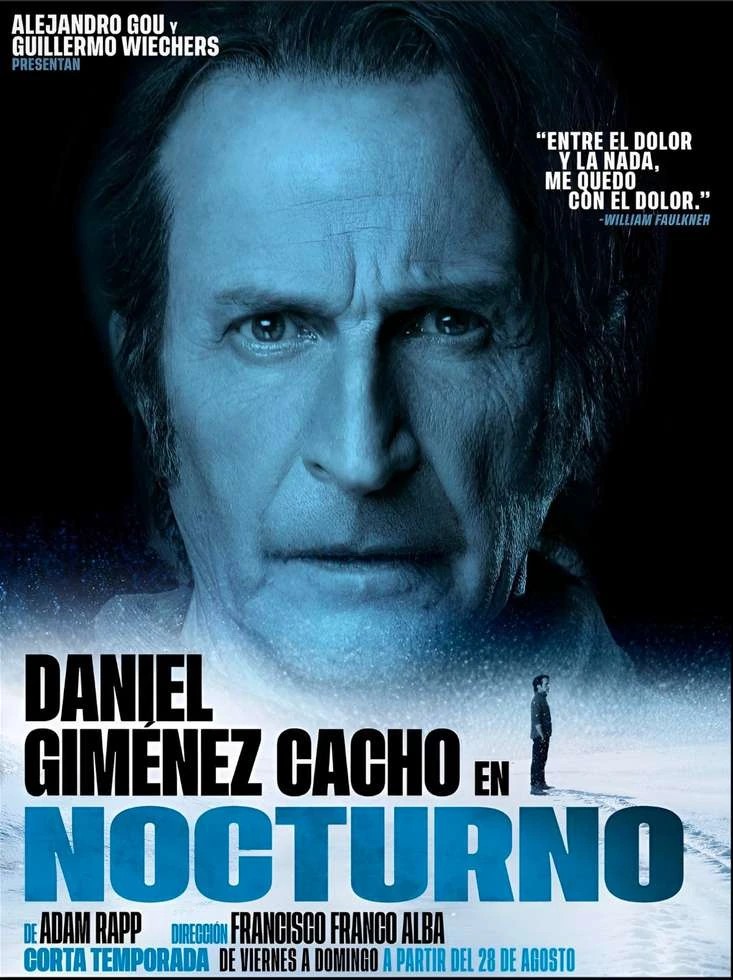 ALEJANDRO GOU Y
GUILLERMO WIECHERS
PRESENTAN
“ENTRE EL DOLOR
Y LA NADA,
ME QUEDO
CON EL DOLOR.”
-WILLIAM FAULKNER
DANIEL
GIMÉNEZ CACHO EN
NOCTURNO
DE ADAM RAPP DIRECCIÓN FRANCISCO FRANCO ALBA
CORTA TEMPORADA DE VIERNES A DOMINGO A PARTIR DEL 28 DE AGOSTO